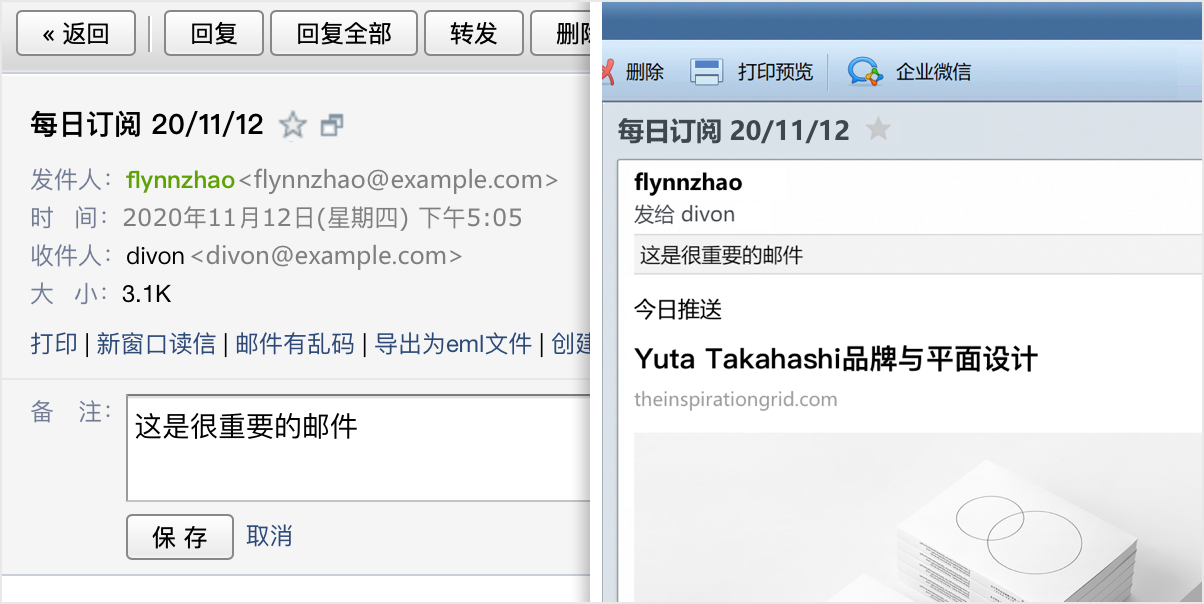 « 返回 回复 回复全部 转发 删除
每日订阅 20/11/12
发件人：flynnzhao<flynnzhao@example.com>
时 间：2020年11月12日(星期四) 下午5:05
收件人：divon<divon@example.com>
大 小：3.1K
打印 | 新窗口读信 | 邮件有乱码 | 导出为eml文件 | 创建
备 注：
这是很重要的邮件
保 存 取消
删除 打印预览 企业微信
每日订阅 20/11/12
flynnzhao
发给 divon
这是很重要的邮件
今日推送
Yuta Takahashi品牌与平面设计
theinspirationgrid.com